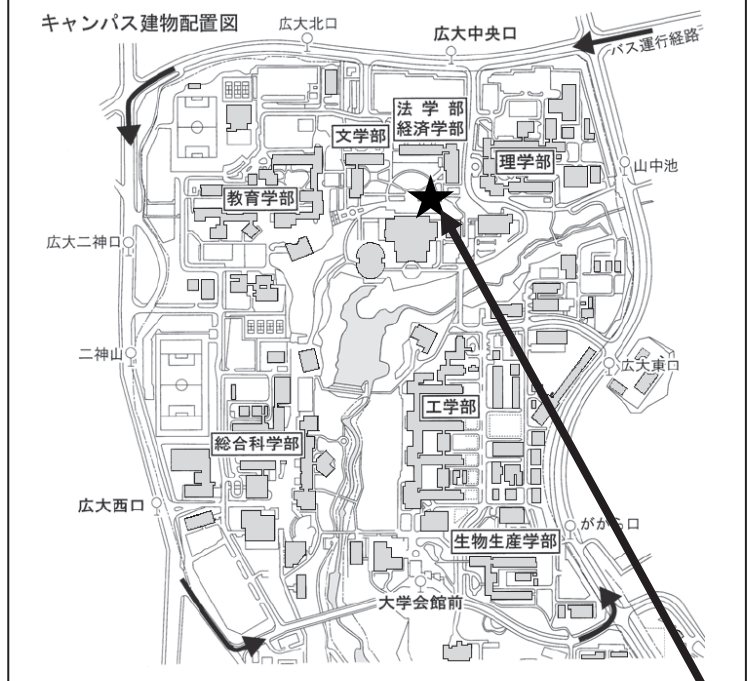 キャンパス建物配置図
広大北口
広大中央口
バス運行経路
法学部
経済学部
文学部
理学部
山中池
教育学部
広大二神口
二神山
広大東口
工学部
総合科学部
広大西口
ががら口
生物生産学部
大学会館前